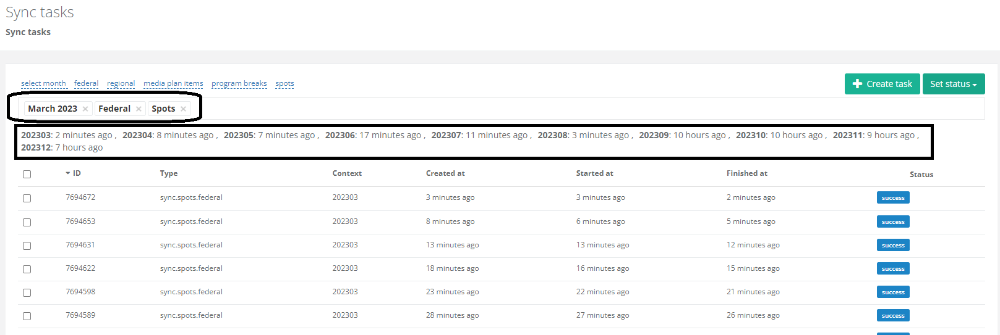 Sync tasks
Sync tasks
select month federal regional media plan items program breaks spots
Create task Set status
March 2023 × Federal × Spots ×
202303: 2 minutes ago , 202304: 8 minutes ago , 202305: 7 minutes ago , 202306: 17 minutes ago , 202307: 11 minutes ago , 202308: 3 minutes ago , 202309: 10 hours ago , 202310: 10 hours ago , 202311: 9 hours ago ,
202312: 7 hours ago
ID Type Context Created at Started at Finished at Status
7694672 sync.spots.federal 202303 3 minutes ago 3 minutes ago 2 minutes ago success
7694653 sync.spots.federal 202303 8 minutes ago 6 minutes ago 5 minutes ago success
7694631 sync.spots.federal 202303 13 minutes ago 13 minutes ago 12 minutes ago success
7694622 sync.spots.federal 202303 18 minutes ago 16 minutes ago 15 minutes ago success
7694598 sync.spots.federal 202303 23 minutes ago 22 minutes ago 21 minutes ago success
7694589 sync.spots.federal 202303 28 minutes ago 27 minutes ago 26 minutes ago success